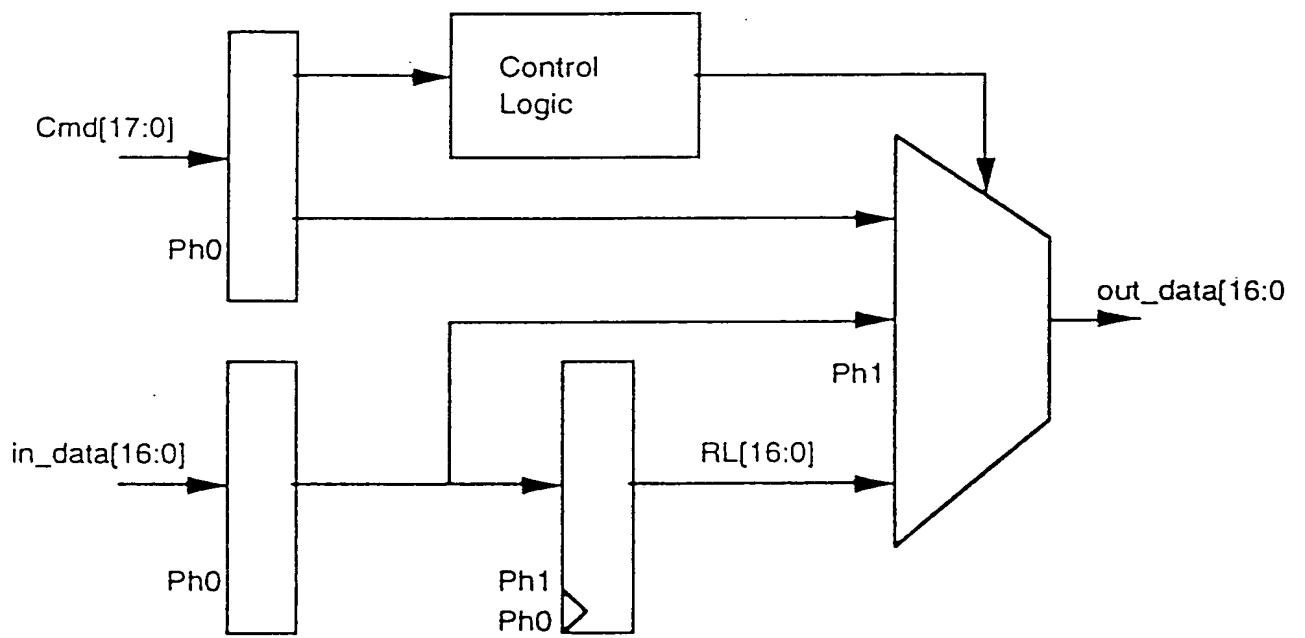 Control
Logic
Cmd[17:0]
Ph0
out_data[16:0
Ph1
in_data[16:0]
RL[16:0]
Ph0
Ph1
Ph0